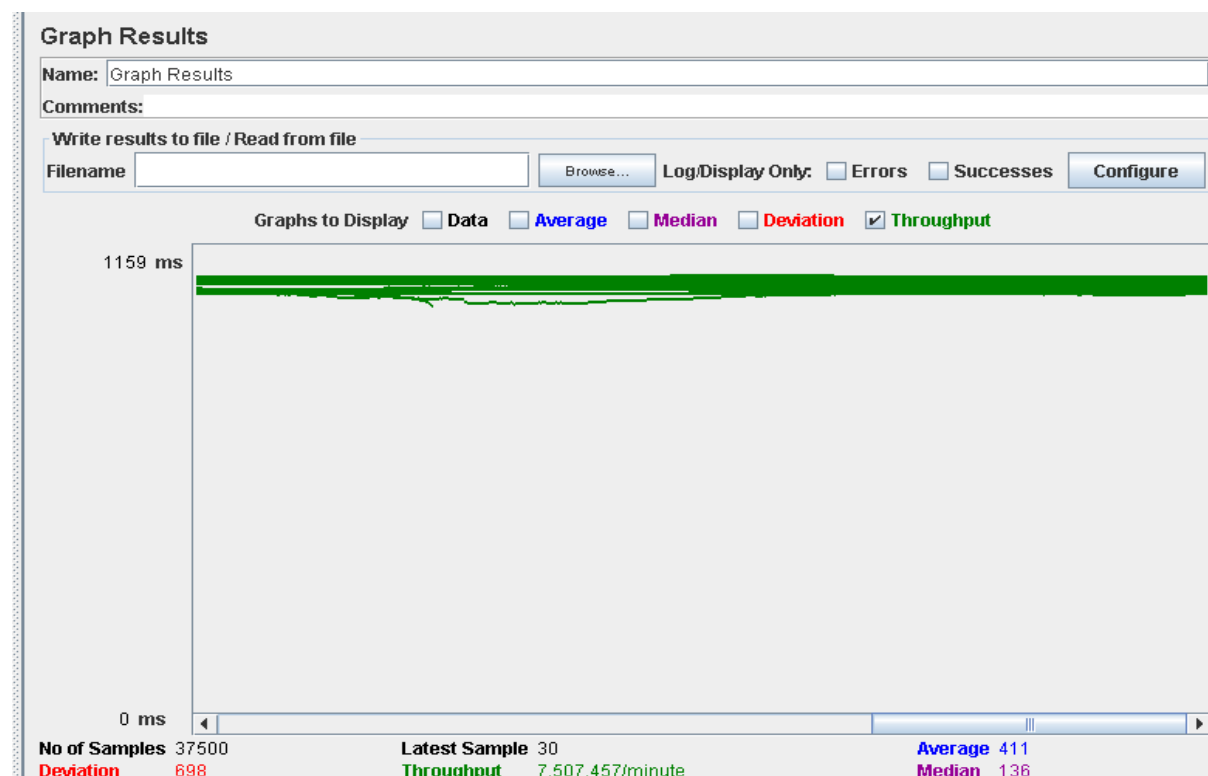 Graph Results
Name: Graph Results
Comments:
Write results to file / Read from file
Filename Browse... Log/Display Only: Errors Successes Configure
Graphs to Display Data Average Median Deviation Throughput
1159 ms
0 ms
No of Samples 37500 Latest Sample 30 Average 411
Deviation 698 Throughput 7,507.457/minute Median 136